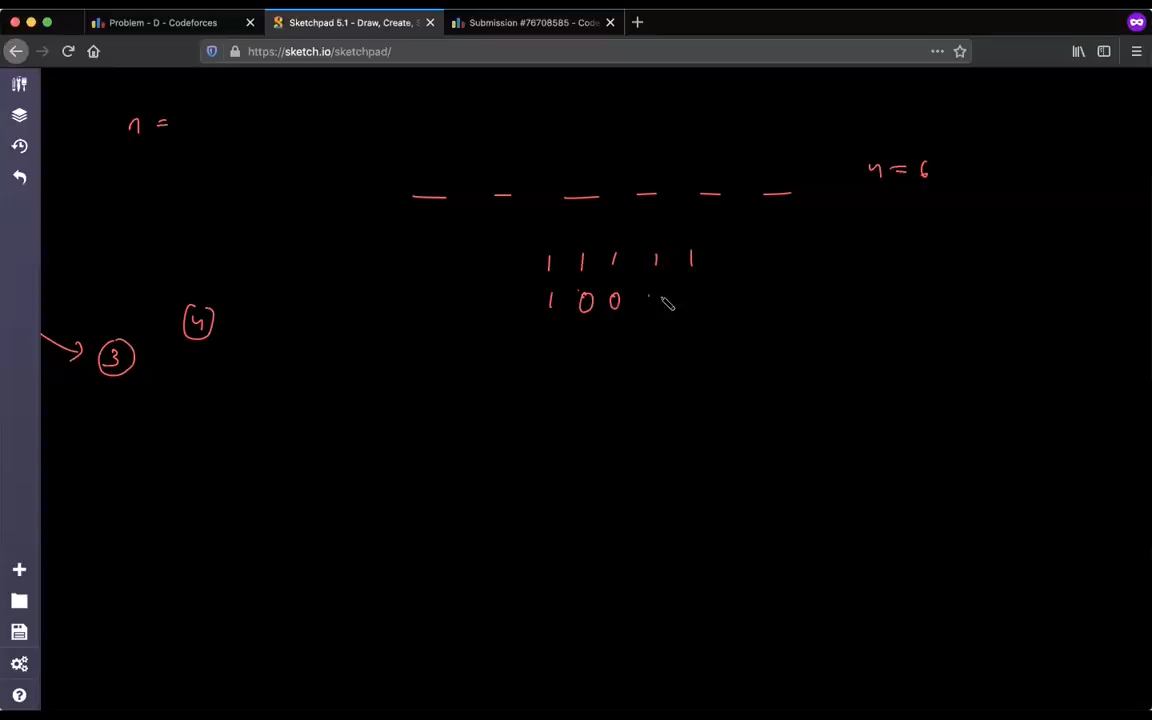 Problem - D - Codeforces
Sketchpad 5.1 - Draw, Create, S
Submission #76708585 - Code
https://sketch.io/sketchpad/
n =
n = 6
1 1 1 1 1
1 0 0
4
3